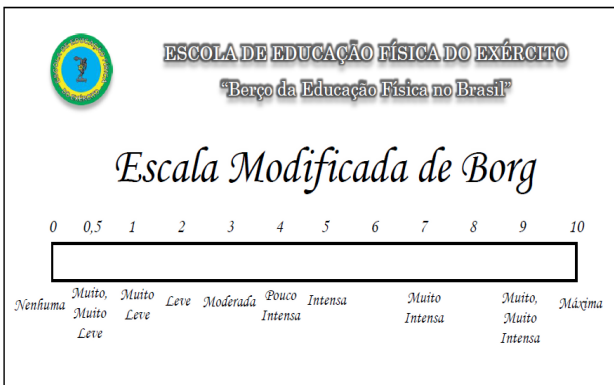 ESCOLA DE EDUCAÇÃO FÍSICA DO EXÉRCITO
“Berço da Educação Física no Brasil”
Escala Modificada de Borg
0 0,5 1 2 3 4 5 6 7 8 9 10
Nenhuma
Muito,
Muito
Leve
Muito
Leve
Leve
Moderada
Pouco
Intensa
Intensa
Muito
Intensa
Muito,
Muito
Intensa
Máxima